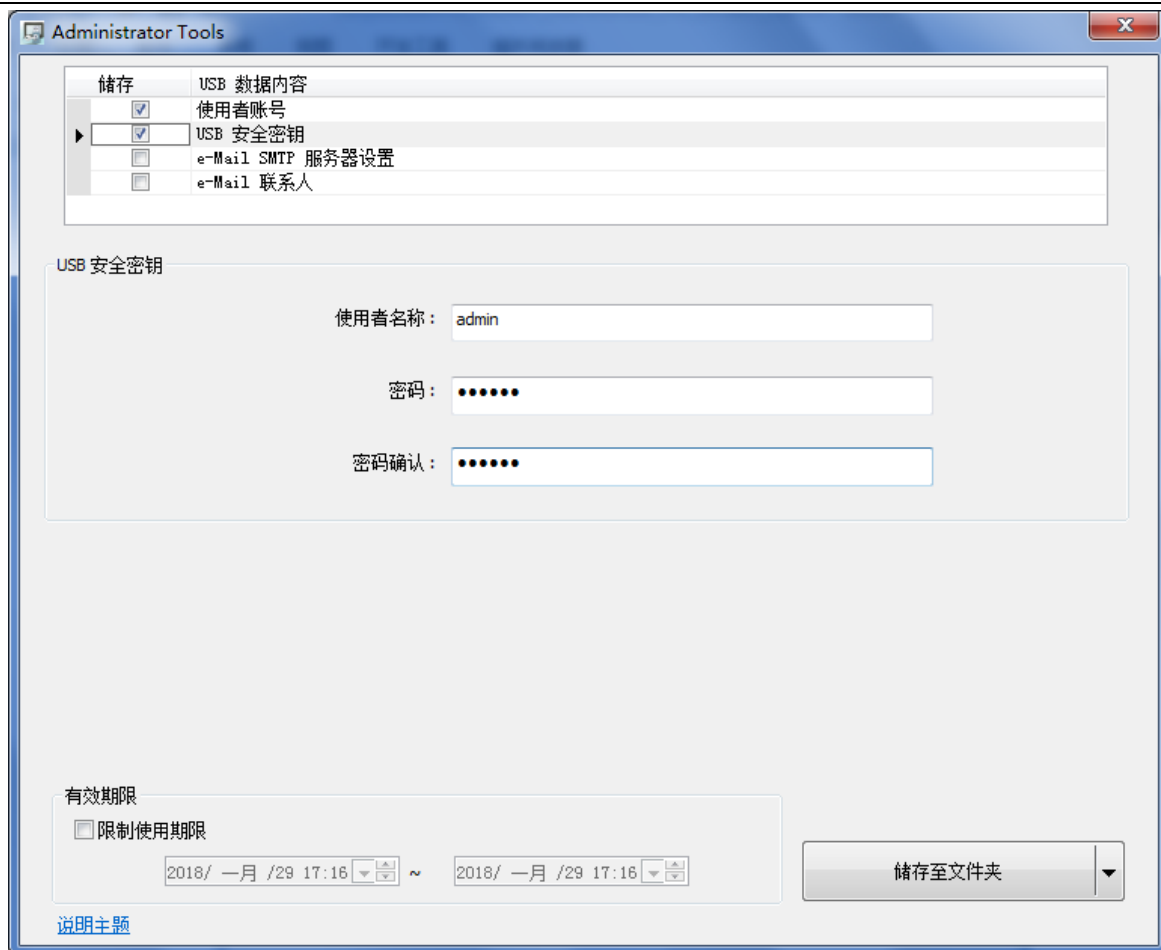 Administrator Tools
储存 USB 数据内容
使用者账号
USB 安全密钥
e-Mail SMTP 服务器设置
e-Mail 联系人
USB 安全密钥
使用者名称： admin
密码： ●●●●●●
密码确认： ●●●●●●
有效期限
限制使用期限
2018/ 一月 /29 17:16 ~ 2018/ 一月 /29 17:16
储存至文件夹
说明主题